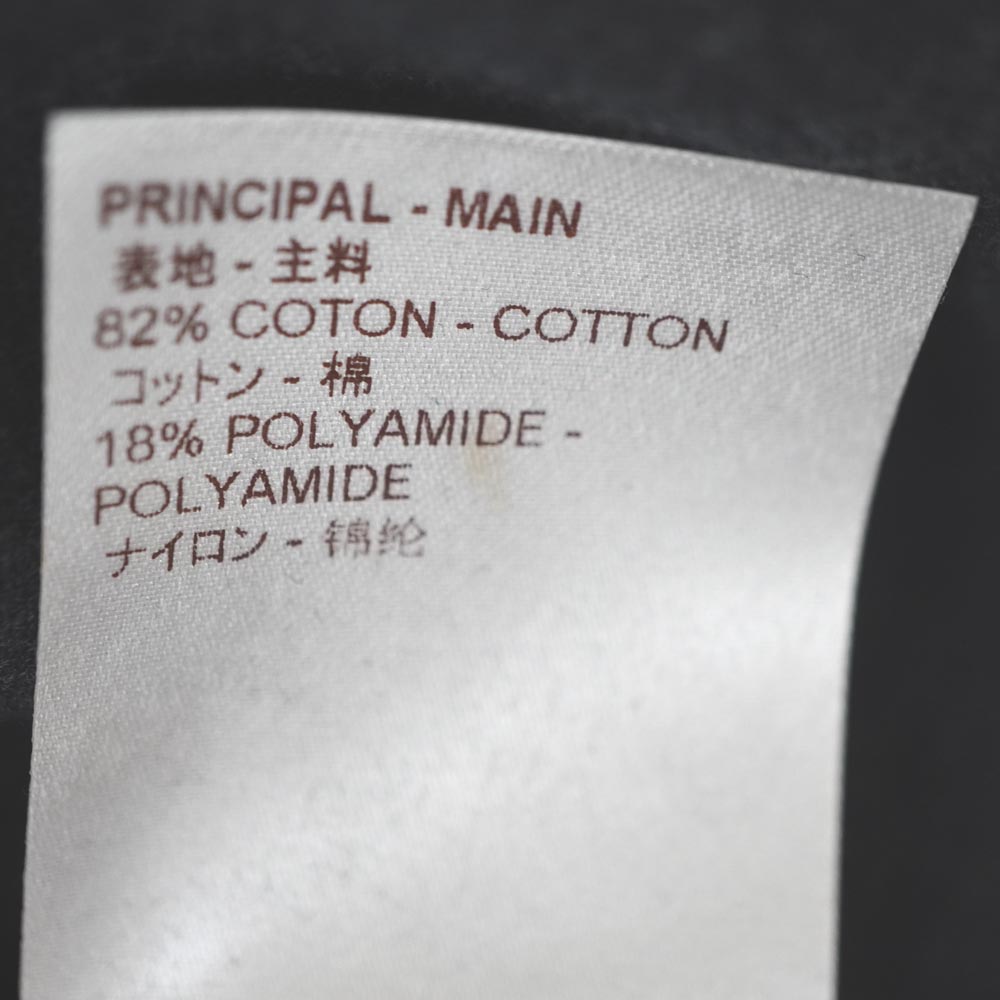 PRINCIPAL - MAIN
表地 - 主料
82% COTON - COTTON
コットン - 棉
18% POLYAMIDE -
POLYAMIDE
ナイロン - 锦纶